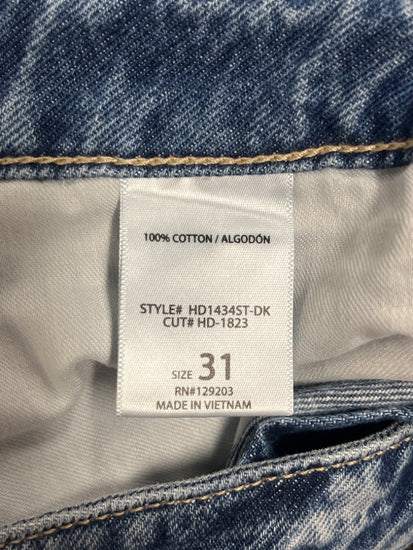 100% COTTON / ALGODÓN
STYLE# HD1434ST-DK
CUT# HD-1823
SIZE 31
RN#129203
MADE IN VIETNAM